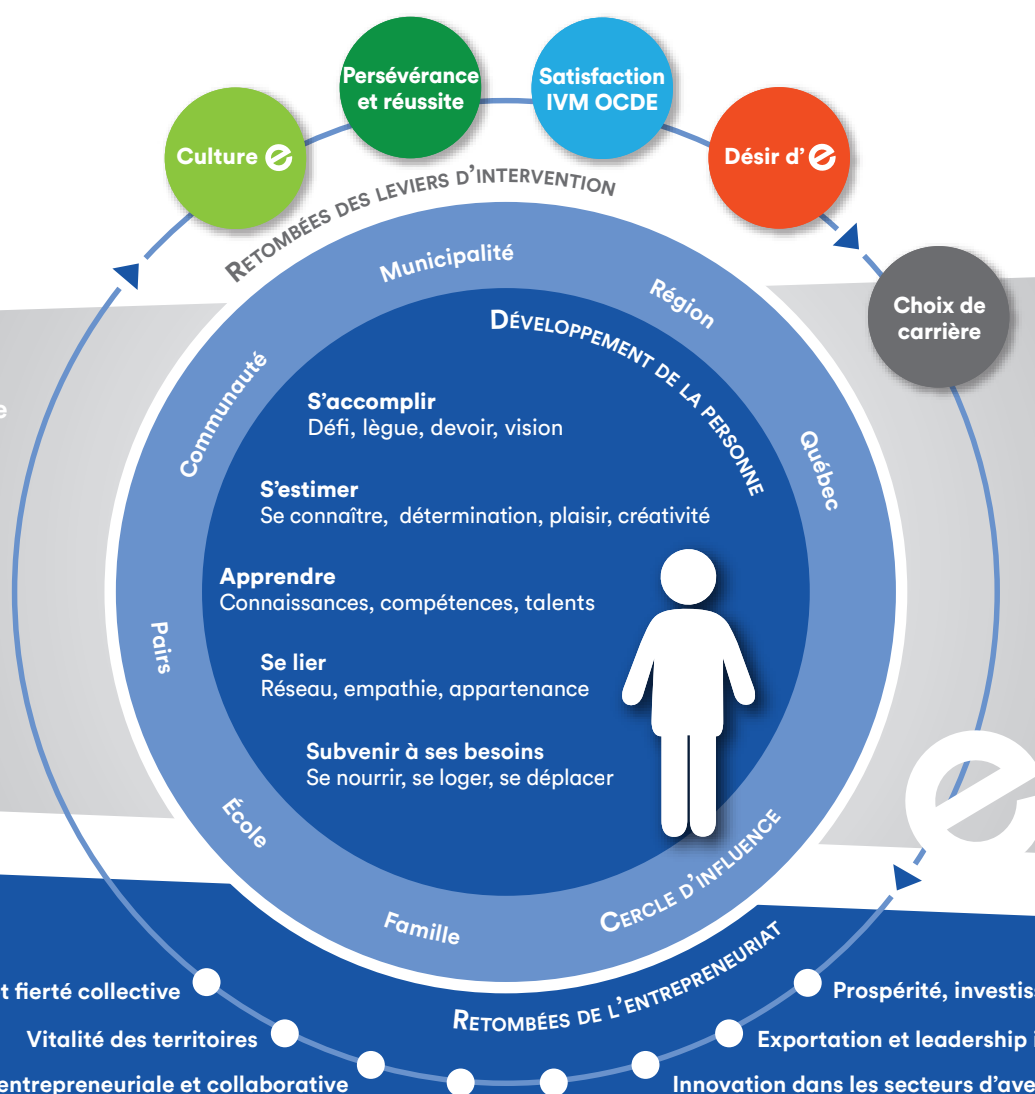 Persévérance
et réussite
Satisfaction
IVM OCDE
Culture e
Désir d' e
RETOMBÉES DES LEVIERS D'INTERVENTION
Choix de
carrière
Municipalité
Région
Québec
Communauté
Pairs
École
Famille
CERCLE D'INFLUENCE
DÉVELOPPEMENT DE LA PERSONNE
S'accomplir
Défi, lègue, devoir, vision
S'estimer
Se connaître, détermination, plaisir, créativité
Apprendre
Connaissances, compétences, talents
Se lier
Réseau, empathie, appartenance
Subvenir à ses besoins
Se nourrir, se loger, se déplacer
e
RETOMBÉES DE L'ENTREPRENEURIAT
fierté collective
Vitalité des territoires
entrepreneuriale et collaborative
Prospérité,
Exportation et leadership
Innovation dans les secteurs